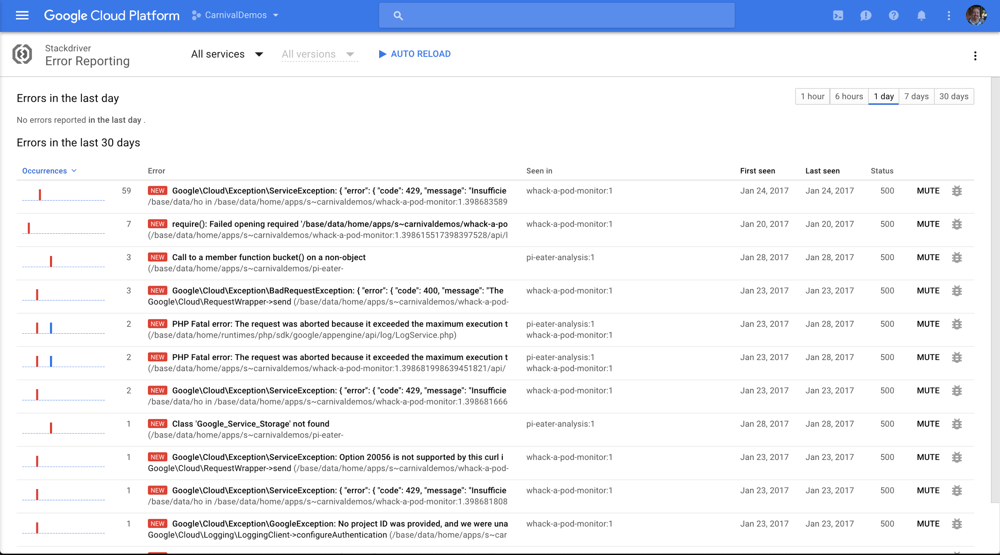 Google Cloud Platform CarnivalDemos
Stackdriver
Error Reporting
All services All versions AUTO RELOAD
Errors in the last day 1 hour 6 hours 1 day 7 days 30 days
No errors reported in the last day .
Errors in the last 30 days
Occurrences Error Seen in First seen Last seen Status
59 NEW Google\Cloud\Exception\ServiceException: { "error": { "code": 429, "message": "Insufficie whack-a-pod-monitor:1 Jan 24, 2017 Jan 24, 2017 500 MUTE
/base/data/ho in /base/data/home/apps/s~carnivaldemos/whack-a-pod-monitor:1.398683589
7 NEW require(): Failed opening required '/base/data/home/apps/s~carnivaldemos/whack-a-po whack-a-pod-monitor:1 Jan 20, 2017 Jan 20, 2017 500 MUTE
(/base/data/home/apps/s~carnivaldemos/whack-a-pod-monitor:1.398615517398397528/api/l
3 NEW Call to a member function bucket() on a non-object pi-eater-analysis:1 Jan 28, 2017 Jan 28, 2017 500 MUTE
(/base/data/home/apps/s~carnivaldemos/pi-eater-
3 NEW Google\Cloud\Exception\BadRequestException: { "error": { "code": 400, "message": "The whack-a-pod-monitor:1 Jan 23, 2017 Jan 23, 2017 500 MUTE
Google\Cloud\RequestWrapper->send (/base/data/home/apps/s~carnivaldemos/whack-a-pod-
2 NEW PHP Fatal error: The request was aborted because it exceeded the maximum execution t pi-eater-analysis:1 Jan 23, 2017 Jan 28, 2017 500 MUTE
(/base/data/home/runtimes/php/sdk/google/appengine/api/log/LogService.php) whack-a-pod-monitor:1
2 NEW PHP Fatal error: The request was aborted because it exceeded the maximum execution t pi-eater-analysis:1 Jan 23, 2017 Jan 28, 2017 500 MUTE
(/base/data/home/apps/s~carnivaldemos/whack-a-pod-monitor:1.398681998639451821/api/ whack-a-pod-monitor:1
2 NEW Google\Cloud\Exception\ServiceException: { "error": { "code": 429, "message": "Insufficie whack-a-pod-monitor:1 Jan 23, 2017 Jan 23, 2017 500 MUTE
/base/data/ho in /base/data/home/apps/s~carnivaldemos/whack-a-pod-monitor:1.398681666
1 NEW Class 'Google_Service_Storage' not found pi-eater-analysis:1 Jan 28, 2017 Jan 28, 2017 500 MUTE
(/base/data/home/apps/s~carnivaldemos/pi-eater-
1 NEW Google\Cloud\Exception\ServiceException: Option 20056 is not supported by this curl i whack-a-pod-monitor:1 Jan 23, 2017 Jan 23, 2017 500 MUTE
Google\Cloud\RequestWrapper->send (/base/data/home/apps/s~carnivaldemos/whack-a-pod-
1 NEW Google\Cloud\Exception\ServiceException: { "error": { "code": 429, "message": "Insufficie whack-a-pod-monitor:1 Jan 23, 2017 Jan 23, 2017 500 MUTE
/base/data/ho in /base/data/home/apps/s~carnivaldemos/whack-a-pod-monitor:1.398681808
1 NEW Google\Cloud\Exception\GoogleException: No project ID was provided, and we were una whack-a-pod-monitor:1 Jan 23, 2017 Jan 23, 2017 500 MUTE
Google\Cloud\Logging\LoggingClient->configureAuthentication (/base/data/home/apps/s~car